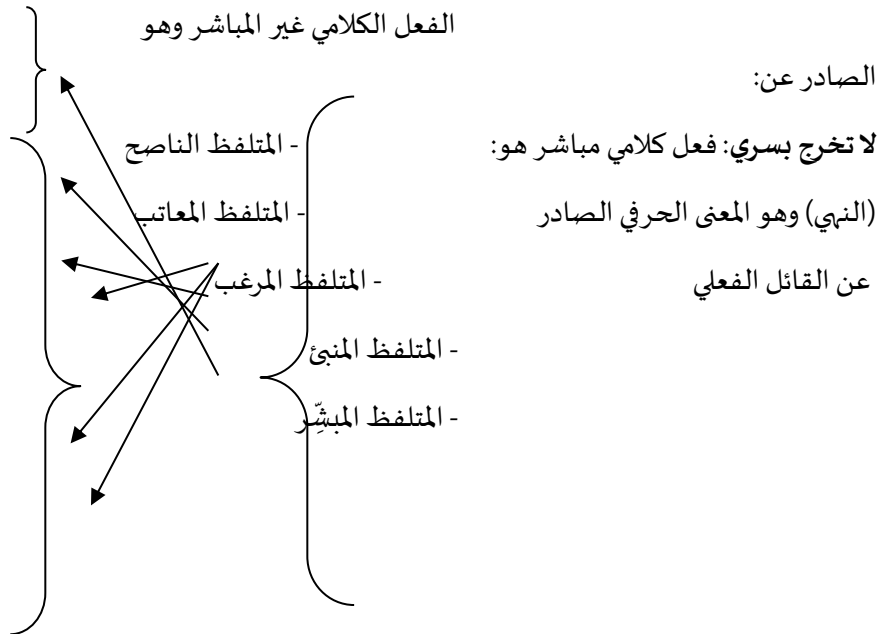 الفعل الكلامي غير المباشر وهو
الصادر عن:
لا تخرج بسري: فعل كلامي مباشر هو:
- المتلفظ الناصح
(النهي) وهو المعنى الحرفي الصادر
- المتلفظ المعاتب
عن القائل الفعلي
- المتلفظ المرغب
- المتلفظ المنبئ
- المتلفظ المبشِّر